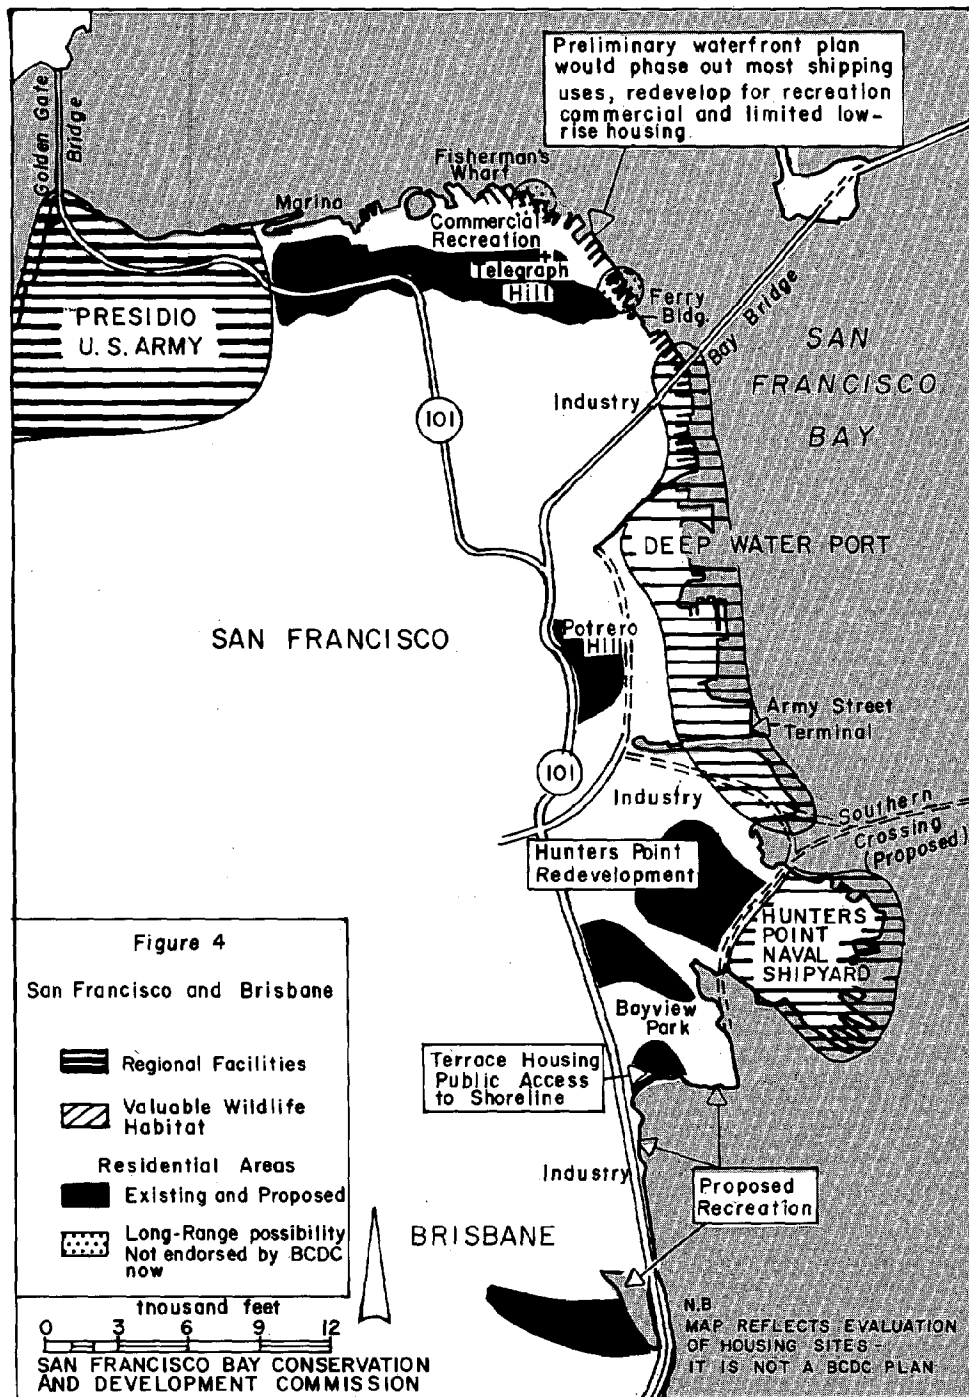 Preliminary waterfront plan
would phase out most shipping
uses, redevelop for recreation
commercial and limited low-
rise housing.
Golden Gate
Bridge
Fisherman's
Wharf
Marina
Commercial
Recreation
Telegraph
Hill
Ferry
Bldg.
Bay Bridge
PRESIDIO
U. S. ARMY
SAN
FRANCISCO
BAY
Industry
101
DEEP WATER PORT
SAN FRANCISCO
Potrero
Hill
Army Street
Terminal
101
Industry
Southern
Crossing
(Proposed)
Hunters Point
Redevelopment
HUNTERS
POINT
NAVAL
SHIPYARD
Bayview
Park
Terrace Housing
Public Access
to Shoreline
Industry
Proposed
Recreation
BRISBANE
Figure 4
San Francisco and Brisbane
Regional Facilities
Valuable Wildlife
Habitat
Residential Areas
Existing and Proposed
Long-Range possibility
Not endorsed by BCDC
now
thousand feet
0 3 6 9 12
SAN FRANCISCO BAY CONSERVATION
AND DEVELOPMENT COMMISSION
N.B
MAP REFLECTS EVALUATION
OF HOUSING SITES -
IT IS NOT A BCDC PLAN